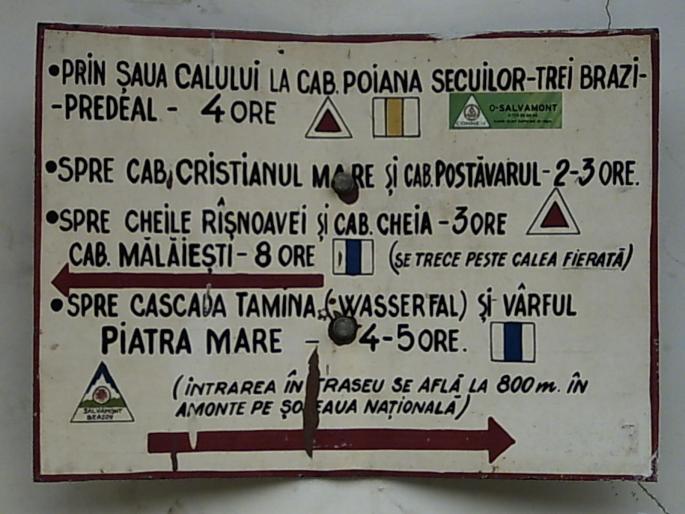 •PRIN ȘAUA CALULUI LA CAB. POIANA SECUILOR-TREI BRAZI-
-PREDEAL - 4 ORE
O-SALVAMONT
•SPRE CAB. CRISTIANUL MARE ȘI CAB. POSTĂVARUL-2-3 ORE.
•SPRE CHEILE RÎȘNOAVEI ȘI CAB. CHEIA - 3 ORE
CAB. MĂLĂIEȘTI - 8 ORE (SE TRECE PESTE CALEA FIERATĂ)
•SPRE CASCADA TAMINA (WASSERFAL) ȘI VÂRFUL
PIATRA MARE - 4-5 ORE.
(INTRAREA ÎN TRASEU SE AFLĂ LA 800 m. ÎN
AMONTE PE ȘOSEAUA NAȚIONALĂ)
SALVAMONT
BRAȘOV